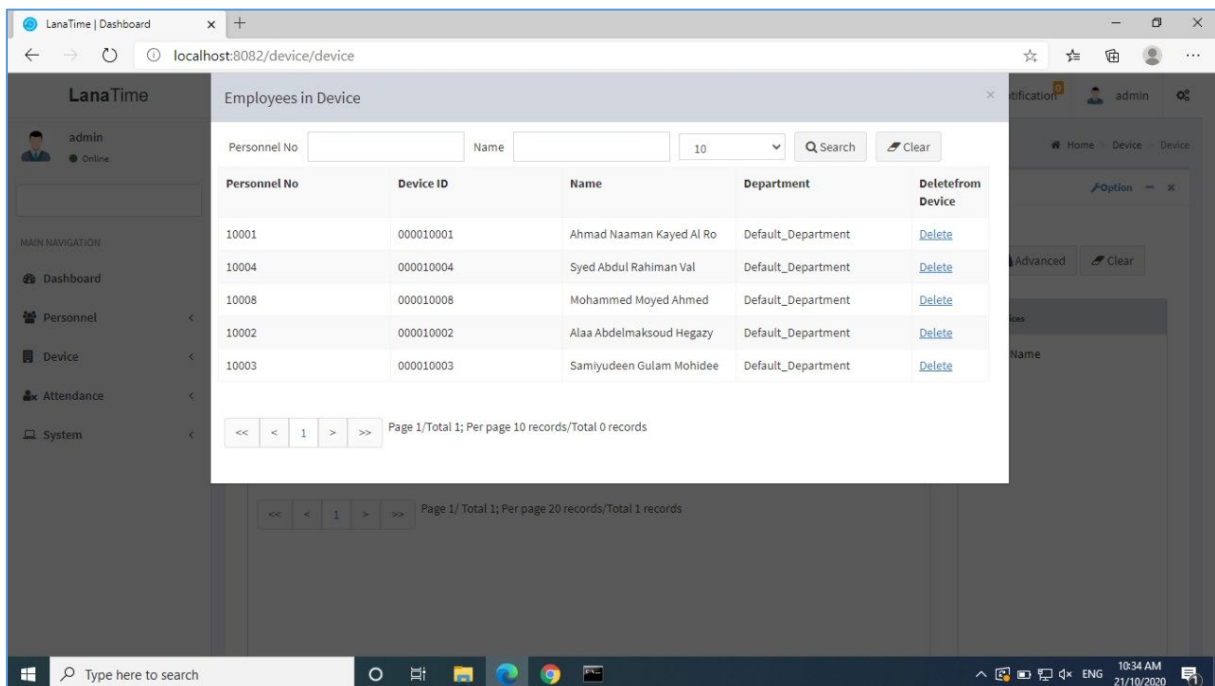 LanaTime | Dashboard
localhost:8082/device/device
LanaTime
Employees in Device
tification
0
admin
admin
Online
Personnel No
Name
10
Search
Clear
Home
Device
Device
Personnel No
Device ID
Name
Department
Deletefrom
Device
Option
10001
000010001
Ahmad Naaman Kayed Al Ro
Default_Department
Delete
MAIN NAVIGATION
10004
000010004
Syed Abdul Rahiman Val
Default_Department
Delete
Advanced
Clear
Dashboard
10008
000010008
Mohammed Moyed Ahmed
Default_Department
Delete
Personnel
10002
000010002
Alaa Abdelmaksoud Hegazy
Default_Department
Delete
Device
Name
10003
000010003
Samiyudeen Gulam Mohidee
Default_Department
Delete
Attendance
System
<< < 1 > >> Page 1/Total 1; Per page 10 records/Total 0 records
<< < 1 > >> Page 1/ Total 1; Per page 20 records/Total 1 records
Type here to search
ENG
10:34 AM
21/10/2020
1